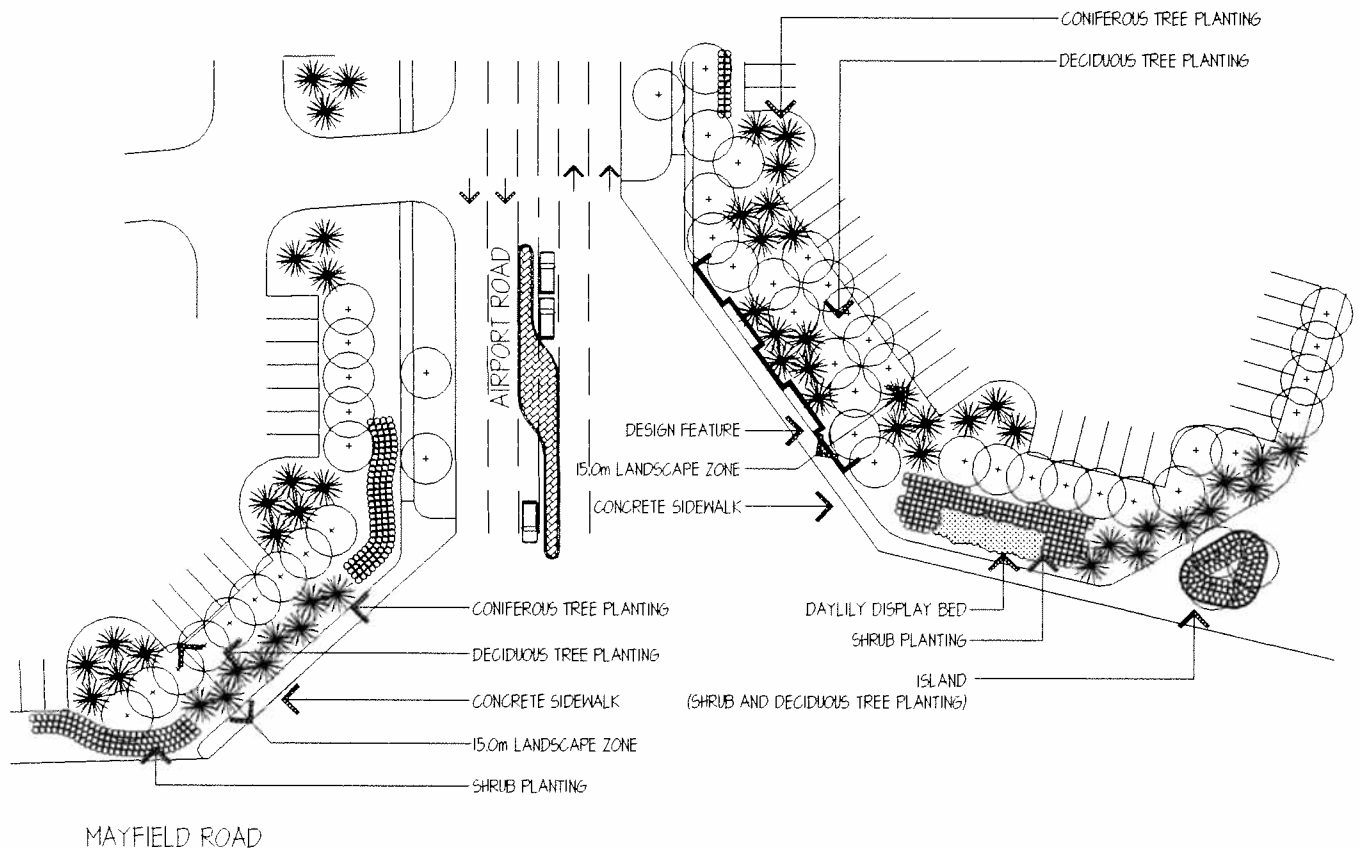 CONIFEROUS TREE PLANTING
DECIDUOUS TREE PLANTING
AIRPORT ROAD
DESIGN FEATURE
15.0m LANDSCAPE ZONE
CONCRETE SIDEWALK
CONIFEROUS TREE PLANTING
DECIDUOUS TREE PLANTING
CONCRETE SIDEWALK
15.0m LANDSCAPE ZONE
SHRUB PLANTING
DAYLILY DISPLAY BED
SHRUB PLANTING
ISLAND
(SHRUB AND DECIDUOUS TREE PLANTING)
MAYFIELD ROAD